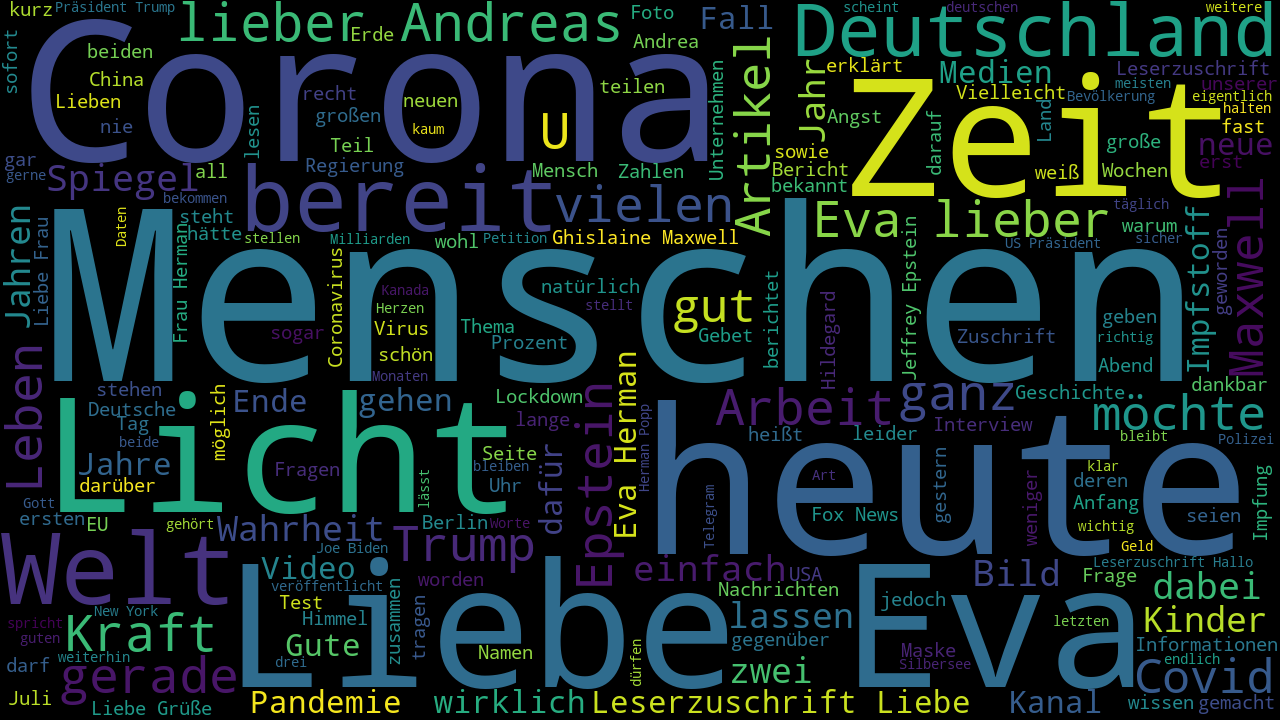 kurz
Präsident Trump
lieber Andreas
Erde
Foto
Fall
Deutschland
scheint
deutschen
weitere
sofort
beiden
China
Lieben
nie
Corona
recht
großen
Teil
Regierung
neuen
kaum
lesen
Andrea
teilen
U
Mensch
Zahlen
Unternehmen
Artikel
Jahr
erklärt
Angst
sowie
Bericht
bekannt
Medien
Vielleicht
Leserzuschrift
meisten
Bevölkerung
unserer
eigentlich
halten
fast
neue
erst
Zeit
darauf
Land
große
weiß
Wochen
gar
gerne
Spiegel
all
bekommen
bereit
vielen
Eva lieber
täglich
warum
sicher
US Präsident
Jahren
Liebe Frau
Daten
steht
hätte
stellen
Frau Herman
Milliarden
wohl
Petition
Ghislaine Maxwell
Menschen
Coronavirus
sogar
Kanada
Herzen
Virus
schön
Monaten
natürlich
stellt
Thema
Prozent
gut
Gebet
berichtet
Hildegard
Jeffrey Epstein
Zuschrift
geben
richtig
Abend
Impfstoff
geworden
Maxwell
Leben
stehen
Deutsche
Tag
beide
Jahre
darüber
möglich
Ende
gehen
Lockdown
lange
Licht
Fragen
Seite
bleiben
Uhr
lässt
dafür
Epstein
Eva Herman
Herman Popp
Arbeit
ganz
Geschichte
dankbar
möchte
heißt
leider
Interview
bleibt
Polizei
heute
Art
Fox News
Telegram
gestern
weniger
klar
deren
Anfang
wichtig
Geld
seien
Impfung
Gott
ersten
EU
gehört
Wahrheit
Berlin
Worte
Trump
Joe Biden
Welt
Video
veröffentlicht
worden
einfach
USA
Nachrichten
Bild
Leserzuschrift Hallo
Frage
dabei
New York
Test
Himmel
zusammen
tragen
Liebe
Eva
lassen
gegenüber
jedoch
letzten
Kinder
Informationen
endlich
spricht
guten
Kraft
weiterhin
Gute
drei
Namen
dürfen
zwei
Maske
Silbersee
Covid
darf
gerade
Juli
Liebe Grüße
Pandemie
wirklich
Leserzuschrift Liebe
Kanal
wissen
gemacht